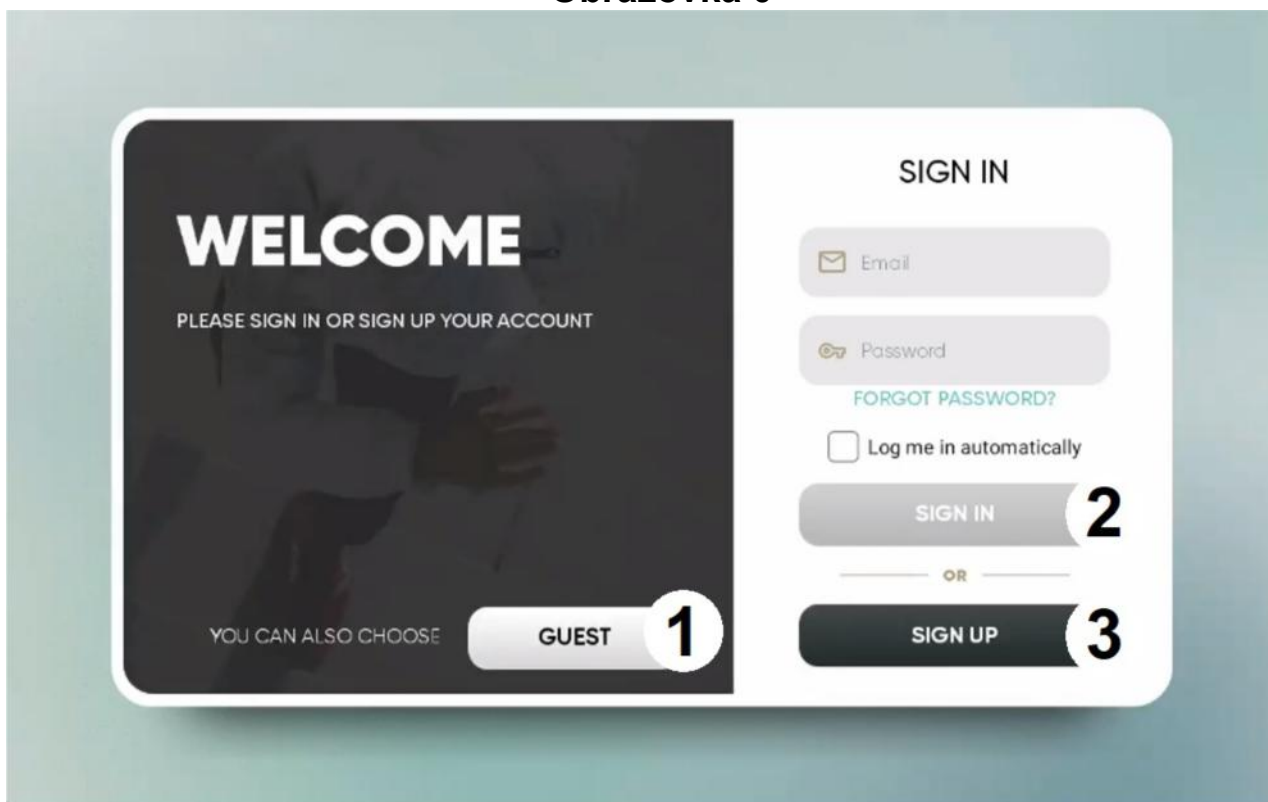 WELCOME
PLEASE SIGN IN OR SIGN UP YOUR ACCOUNT
YOU CAN ALSO CHOOSE
GUEST
1
SIGN IN
Email
Password
FORGOT PASSWORD?
Log me in automatically
SIGN IN
2
OR
SIGN UP
3